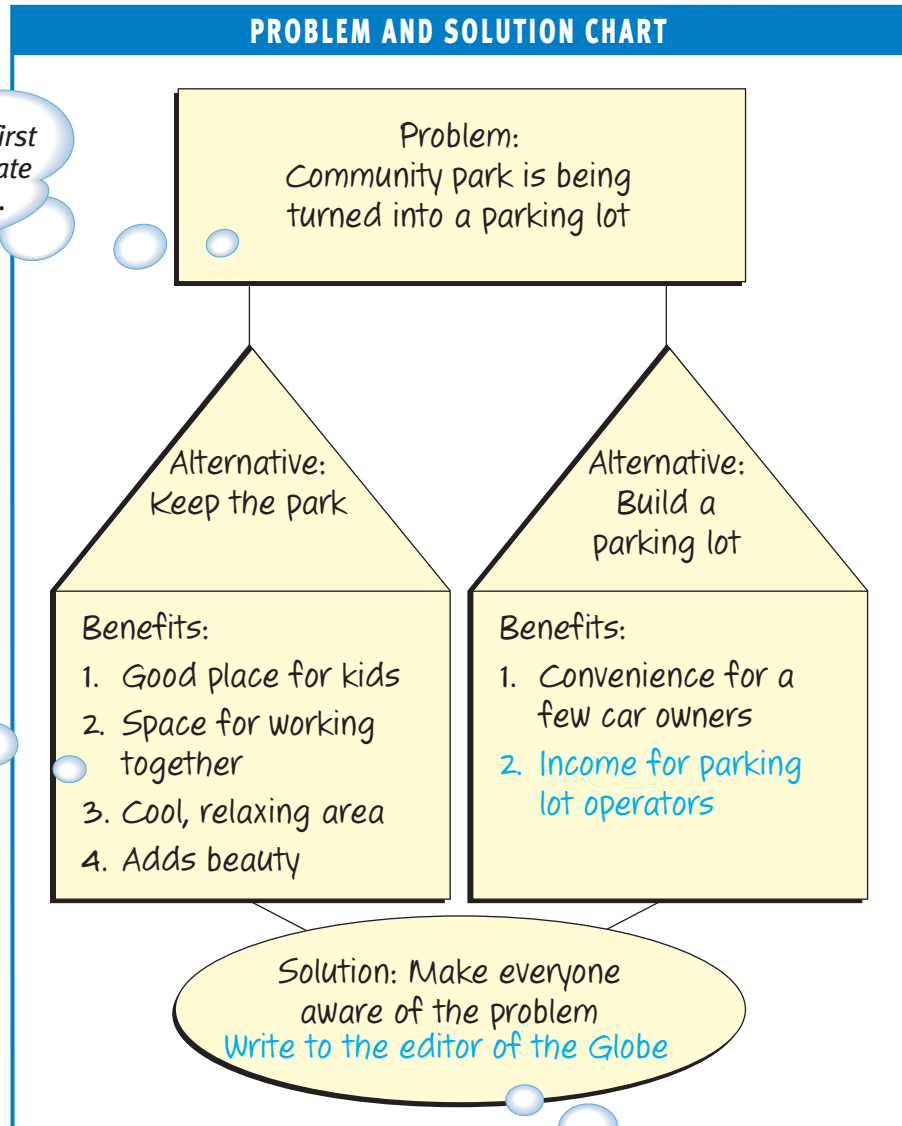 PROBLEM AND SOLUTION CHART
Problem:
Community park is being
turned into a parking lot
Alternative:
Keep the park
Benefits:
1. Good place for kids
2. Space for working
together
3. Cool, relaxing area
4. Adds beauty
Alternative:
Build a
parking lot
Benefits:
1. Convenience for a
few car owners
2. Income for parking
lot operators
Solution: Make everyone
aware of the problem
Write to the editor of the Globe